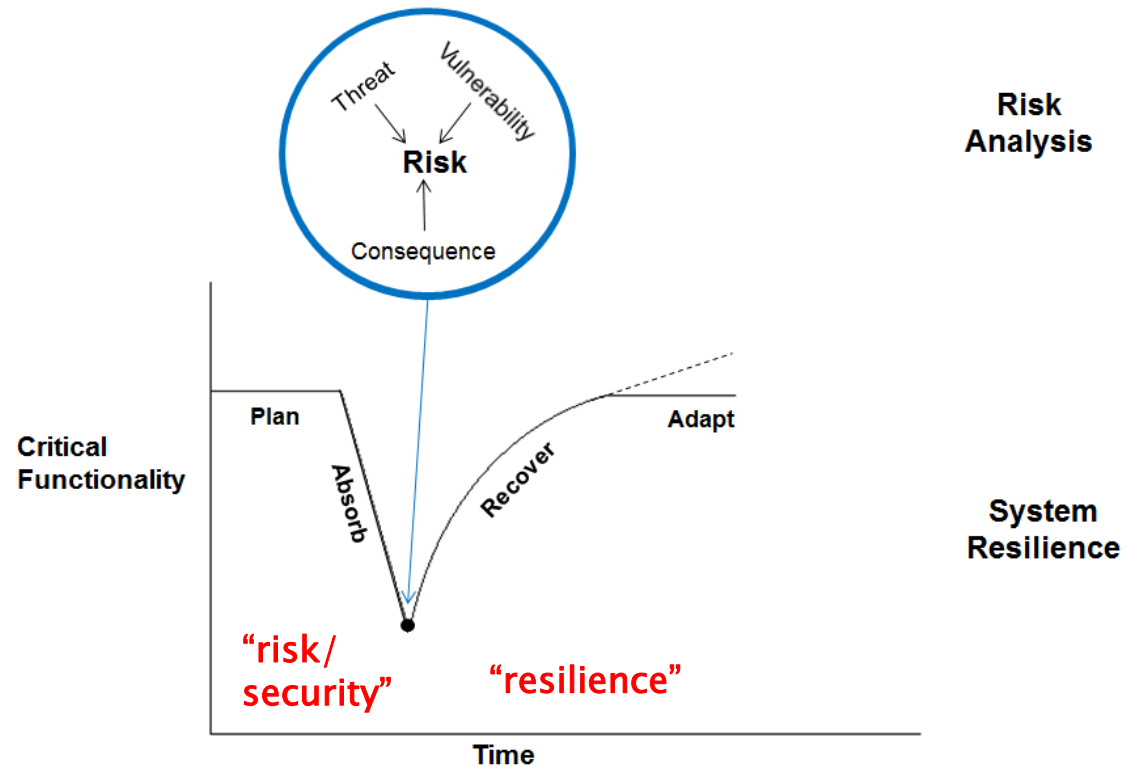 Threat
Vulnerability
Risk
Consequence
Risk
Analysis
Plan
Absorb
Recover
Adapt
Critical
Functionality
System
Resilience
“risk/
security”
“resilience”
Time